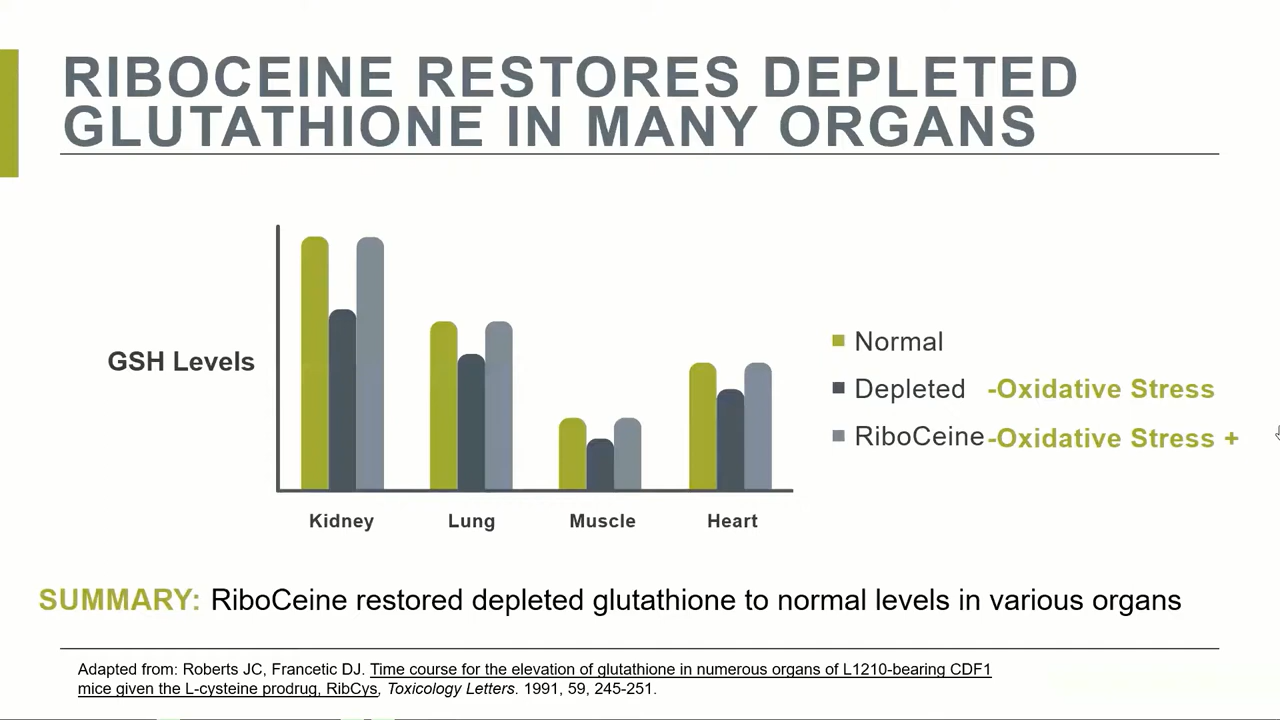 RIBOCEINE RESTORES DEPLETED
GLUTATHIONE IN MANY ORGANS
GSH Levels
Kidney
Lung
Muscle
Heart
Normal
Depleted -Oxidative Stress
RiboCeine -Oxidative Stress +
SUMMARY: RiboCeine restored depleted glutathione to normal levels in various organs
Adapted from: Roberts JC, Francetic DJ. Time course for the elevation of glutathione in numerous organs of L1210-bearing CDF1
mice given the L-cysteine prodrug, RibCys, Toxicology Letters. 1991, 59, 245-251.